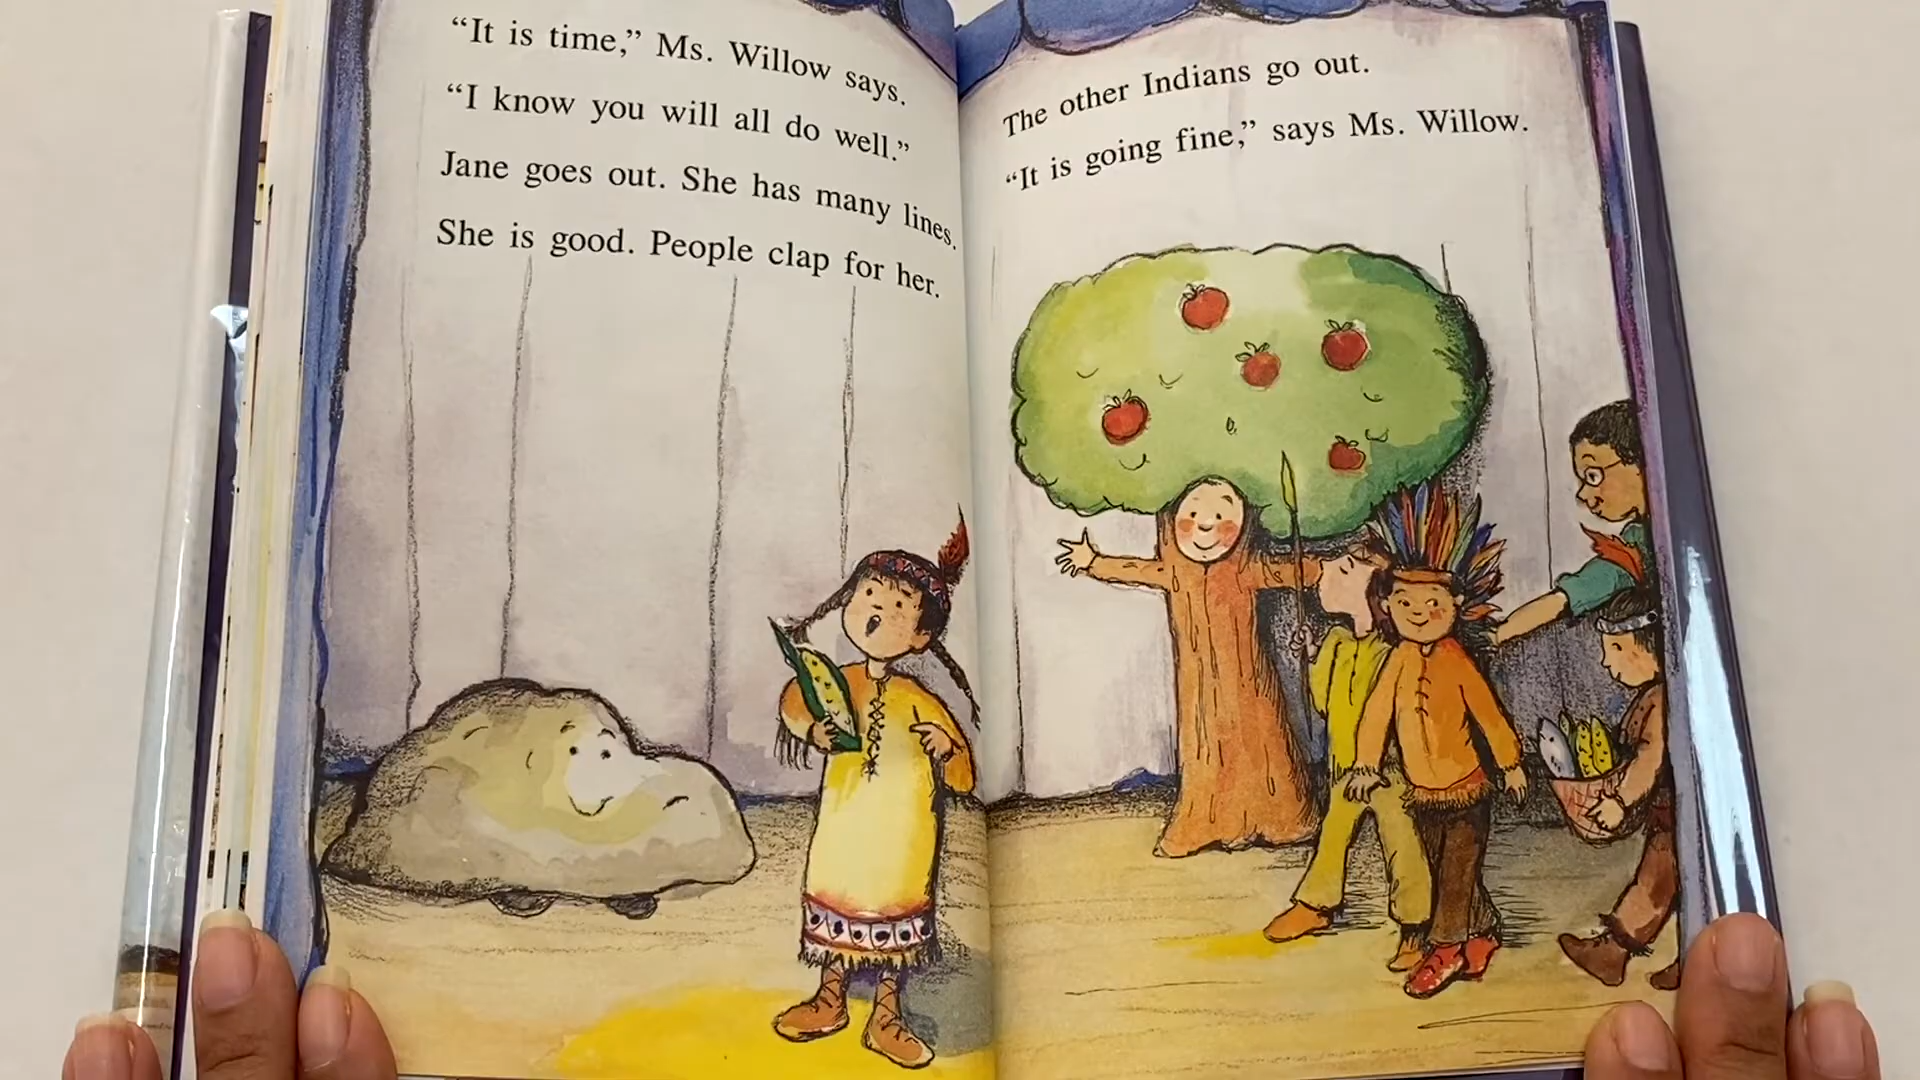 “It is time,” Ms. Willow says.
“I know you will all do well.”
Jane goes out. She has many lines.
She is good. People clap for her.
The other Indians go out.
“It is going fine,” says Ms. Willow.